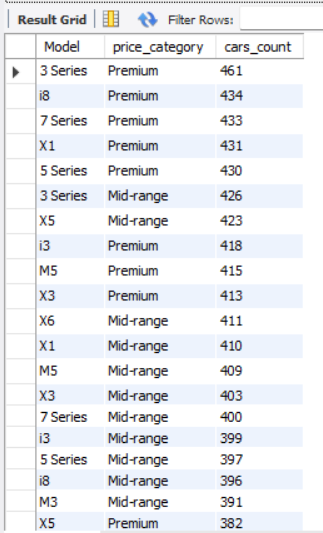 Result Grid Filter Rows:
Model price_category cars_count
3 Series Premium 461
i8 Premium 434
7 Series Premium 433
X1 Premium 431
5 Series Premium 430
3 Series Mid-range 426
X5 Mid-range 423
i3 Premium 418
M5 Premium 415
X3 Premium 413
X6 Mid-range 411
X1 Mid-range 410
M5 Mid-range 409
X3 Mid-range 403
7 Series Mid-range 400
i3 Mid-range 399
5 Series Mid-range 397
i8 Mid-range 396
M3 Mid-range 391
X5 Premium 382